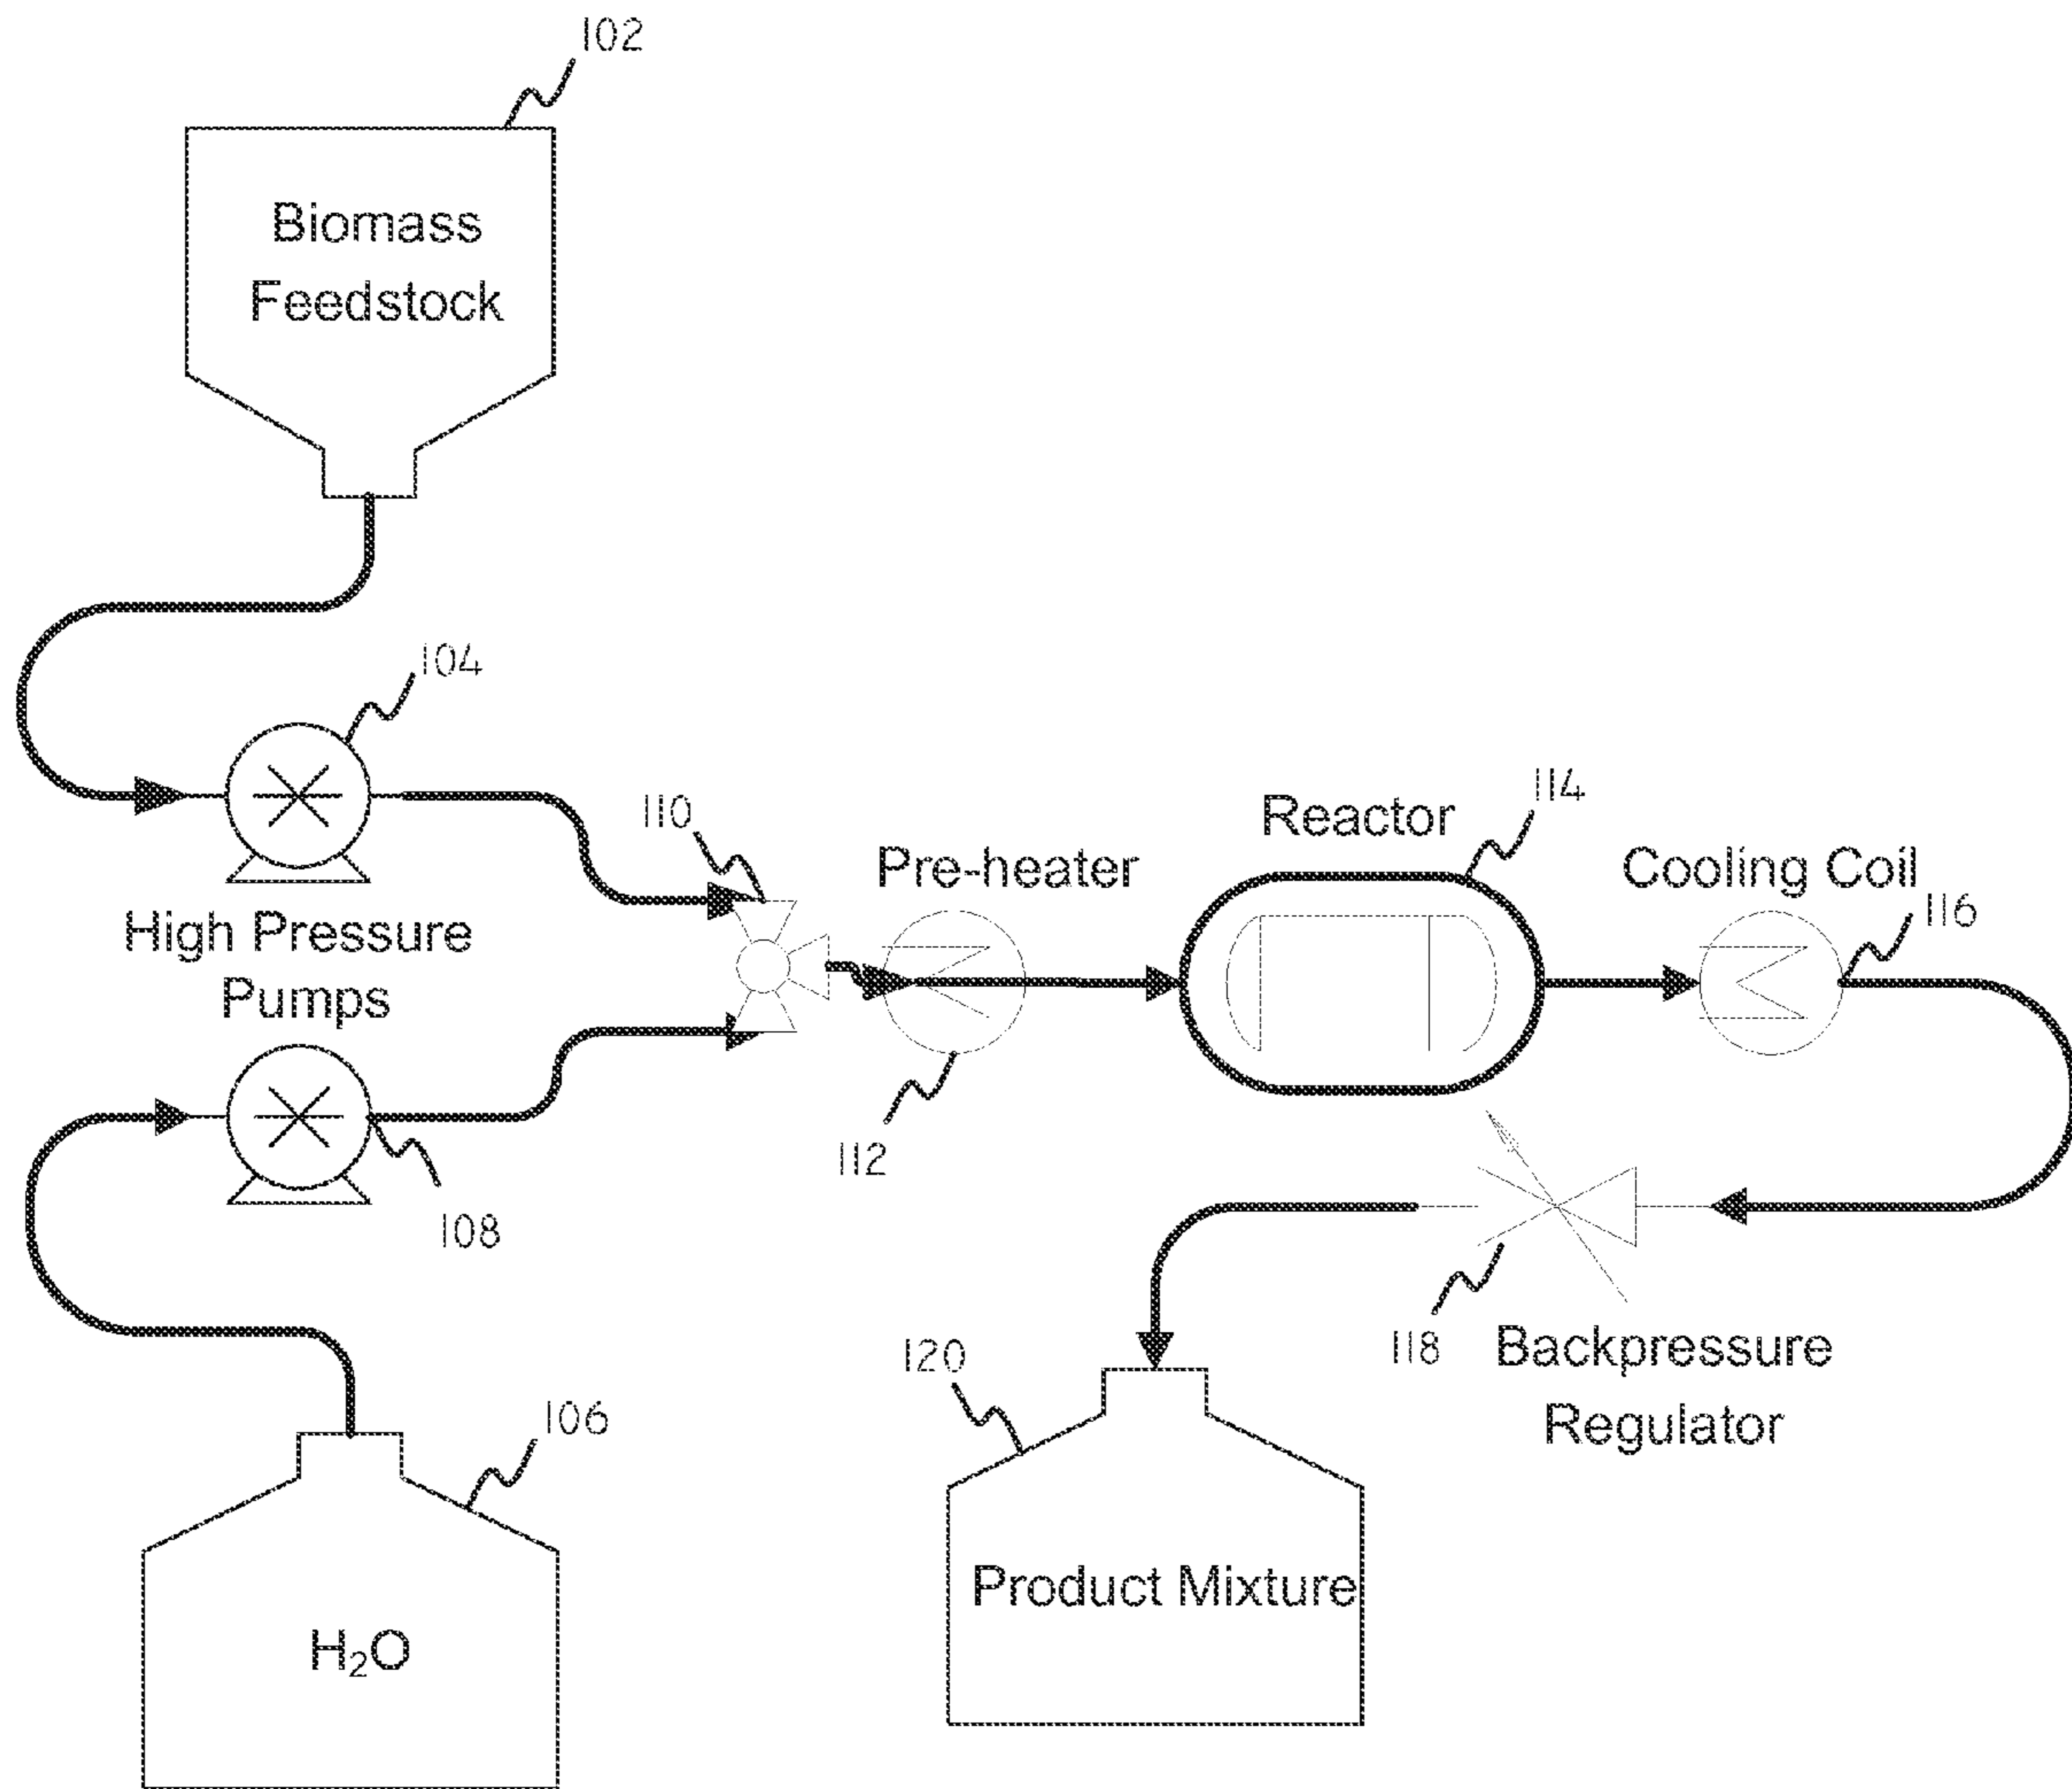 102
Biomass
Feedstock
104
110
114
Reactor
Pre-heater
Cooling Coil
116
High Pressure
Pumps
112
108
118
Backpressure
Regulator
120
106
Product Mixture
H₂O